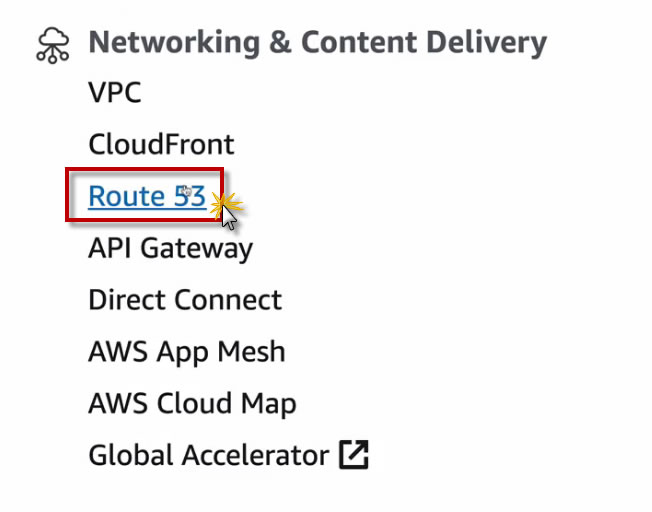 Networking & Content Delivery
VPC
CloudFront
Route 53
API Gateway
Direct Connect
AWS App Mesh
AWS Cloud Map
Global Accelerator